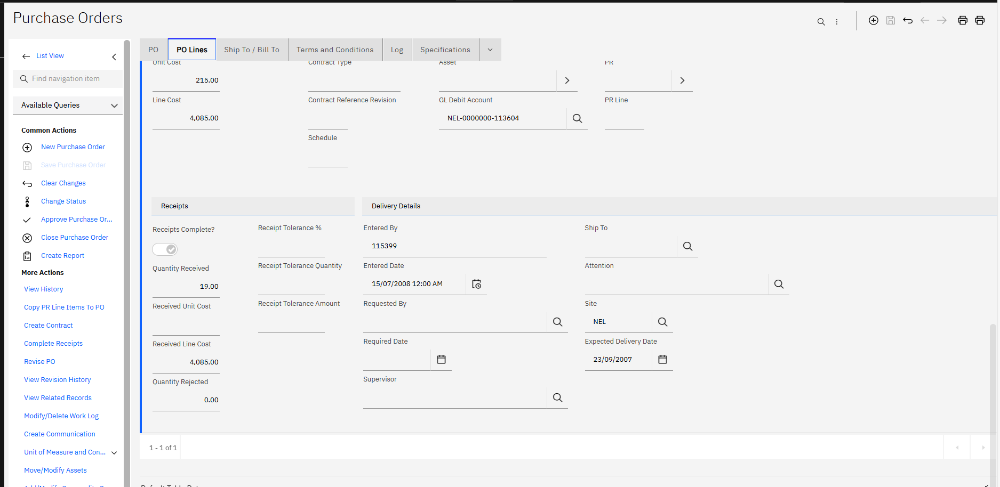 Purchase Orders
List View
Find navigation item
Available Queries
Common Actions
New Purchase Order
Save Purchase Order
Clear Changes
Change Status
Approve Purchase Or...
Close Purchase Order
Create Report
More Actions
View History
Copy PR Line Items To PO
Create Contract
Complete Receipts
Revise PO
View Revision History
View Related Records
Modify/Delete Work Log
Create Communication
Unit of Measure and Con...
Move/Modify Assets
PO PO Lines Ship To / Bill To Terms and Conditions Log Specifications
Unit Cost Contract Type Asset PR
215.00
Line Cost Contract Reference Revision GL Debit Account PR Line
4,085.00 NEL-0000000-113604
Schedule
Receipts
Receipts Complete? Receipt Tolerance %
Quantity Received Receipt Tolerance Quantity
19.00
Received Unit Cost Receipt Tolerance Amount
Received Line Cost
4,085.00
Quantity Rejected
0.00
Delivery Details
Entered By Ship To
115399
Entered Date Attention
15/07/2008 12:00 AM
Requested By Site
NEL
Required Date Expected Delivery Date
23/09/2007
Supervisor
1 - 1 of 1